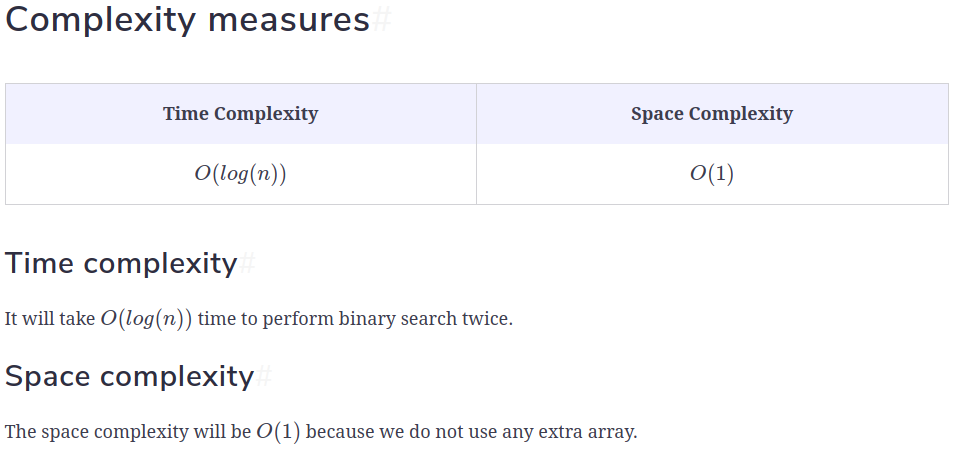 Complexity measures#
Time Complexity Space Complexity
O(log(n)) O(1)
Time complexity#
It will take O(log(n)) time to perform binary search twice.
Space complexity#
The space complexity will be O(1) because we do not use any extra array.